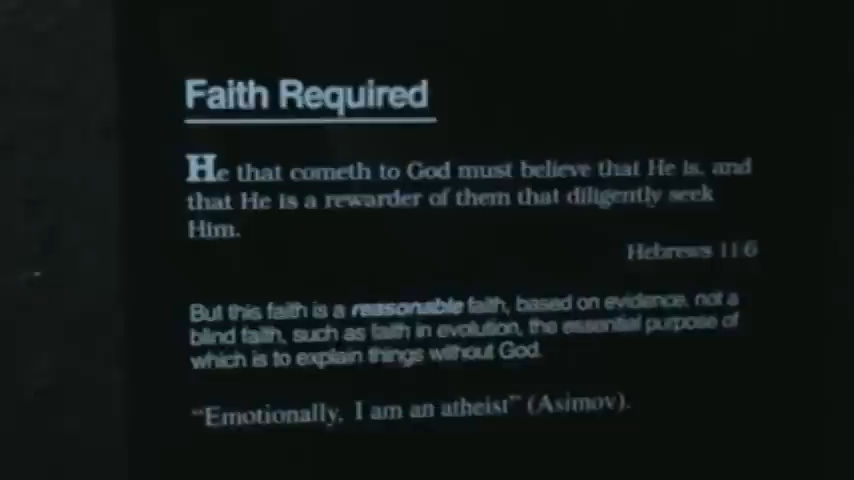 Faith Required
He that cometh to God must believe that He is, and
that He is a rewarder of them that diligently seek
Him.
Hebrews 11:6
But this faith is a reasonable faith, based on evidence, not a
blind faith, such as faith in evolution, the essential purpose of
which is to explain things without God.
"Emotionally, I am an atheist" (Asimov).